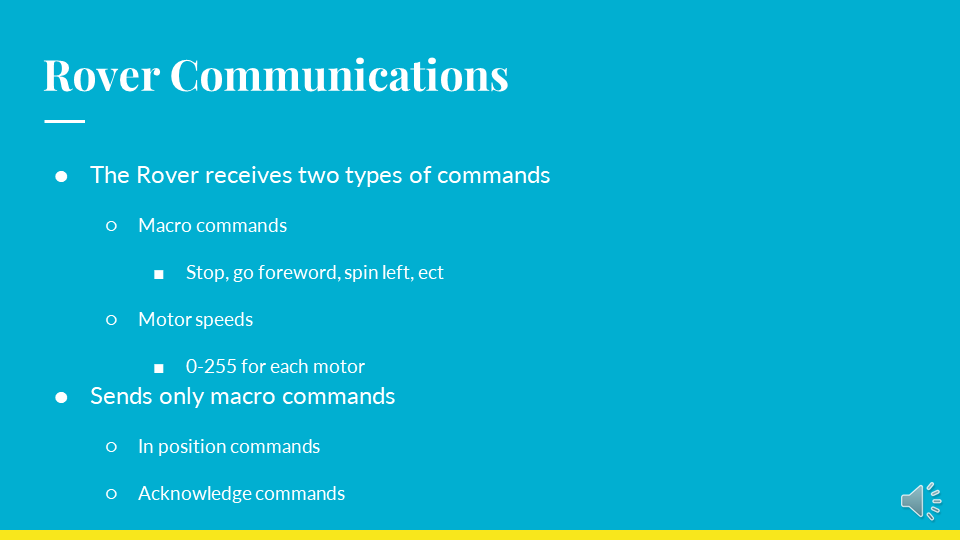 Rover Communications
● The Rover receives two types of commands
○ Macro commands
■ Stop, go foreword, spin left, ect
○ Motor speeds
■ 0-255 for each motor
● Sends only macro commands
○ In position commands
○ Acknowledge commands